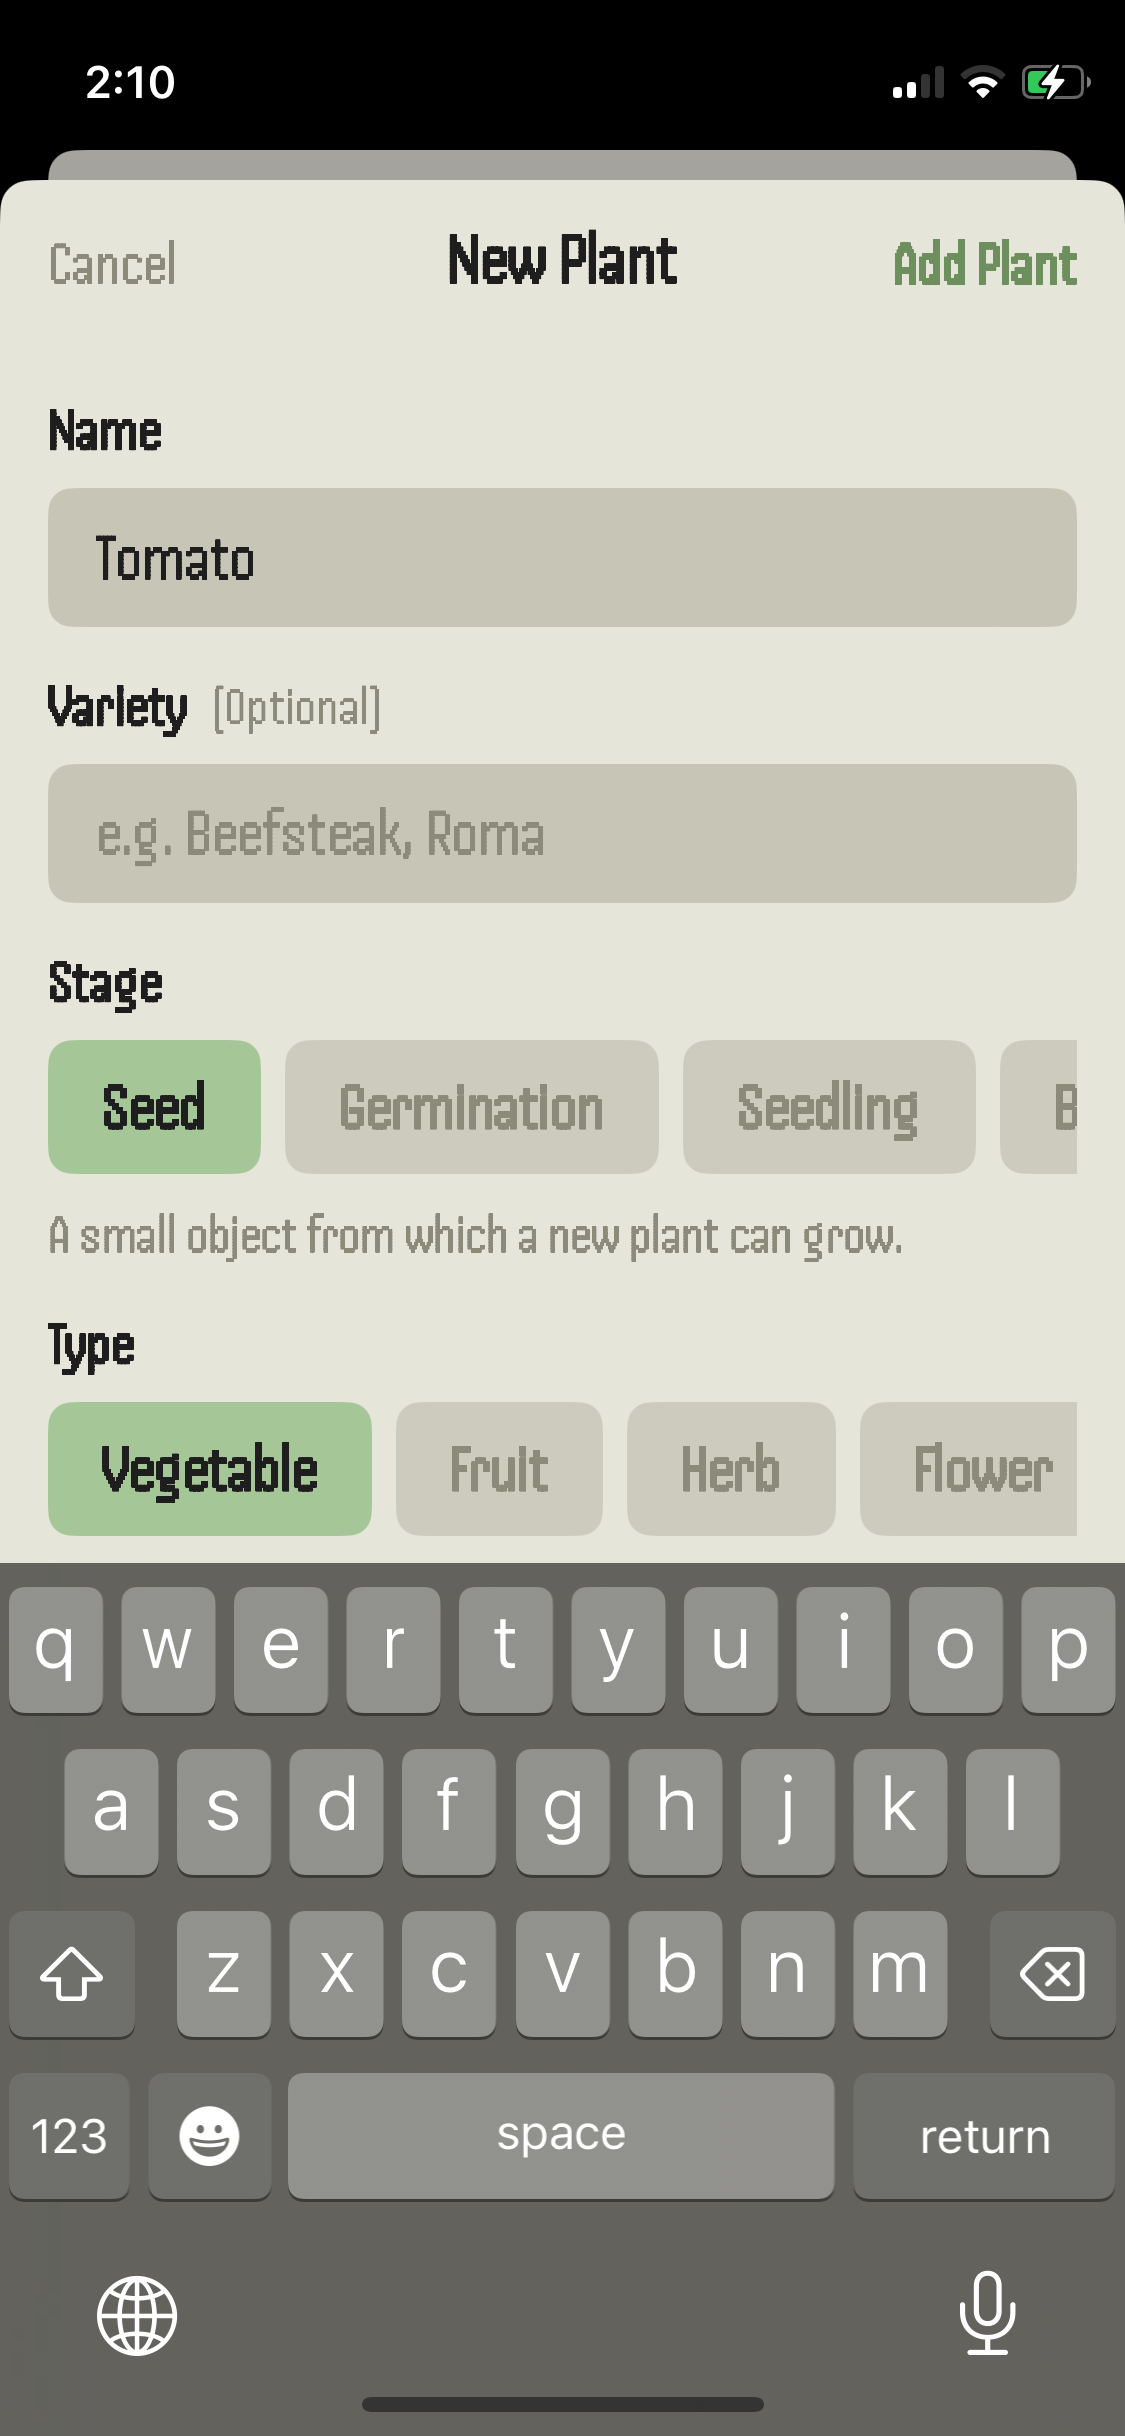 2:10
Cancel New Plant Add Plant
Name
Tomato
Variety (Optional)
e.g. Beefsteak, Roma
Stage
Seed Germination Seedling B
A small object from which a new plant can grow.
Type
Vegetable Fruit Herb Flower
q w e r t y u i o p
a s d f g h j k l
z x c v b n m
123 space return